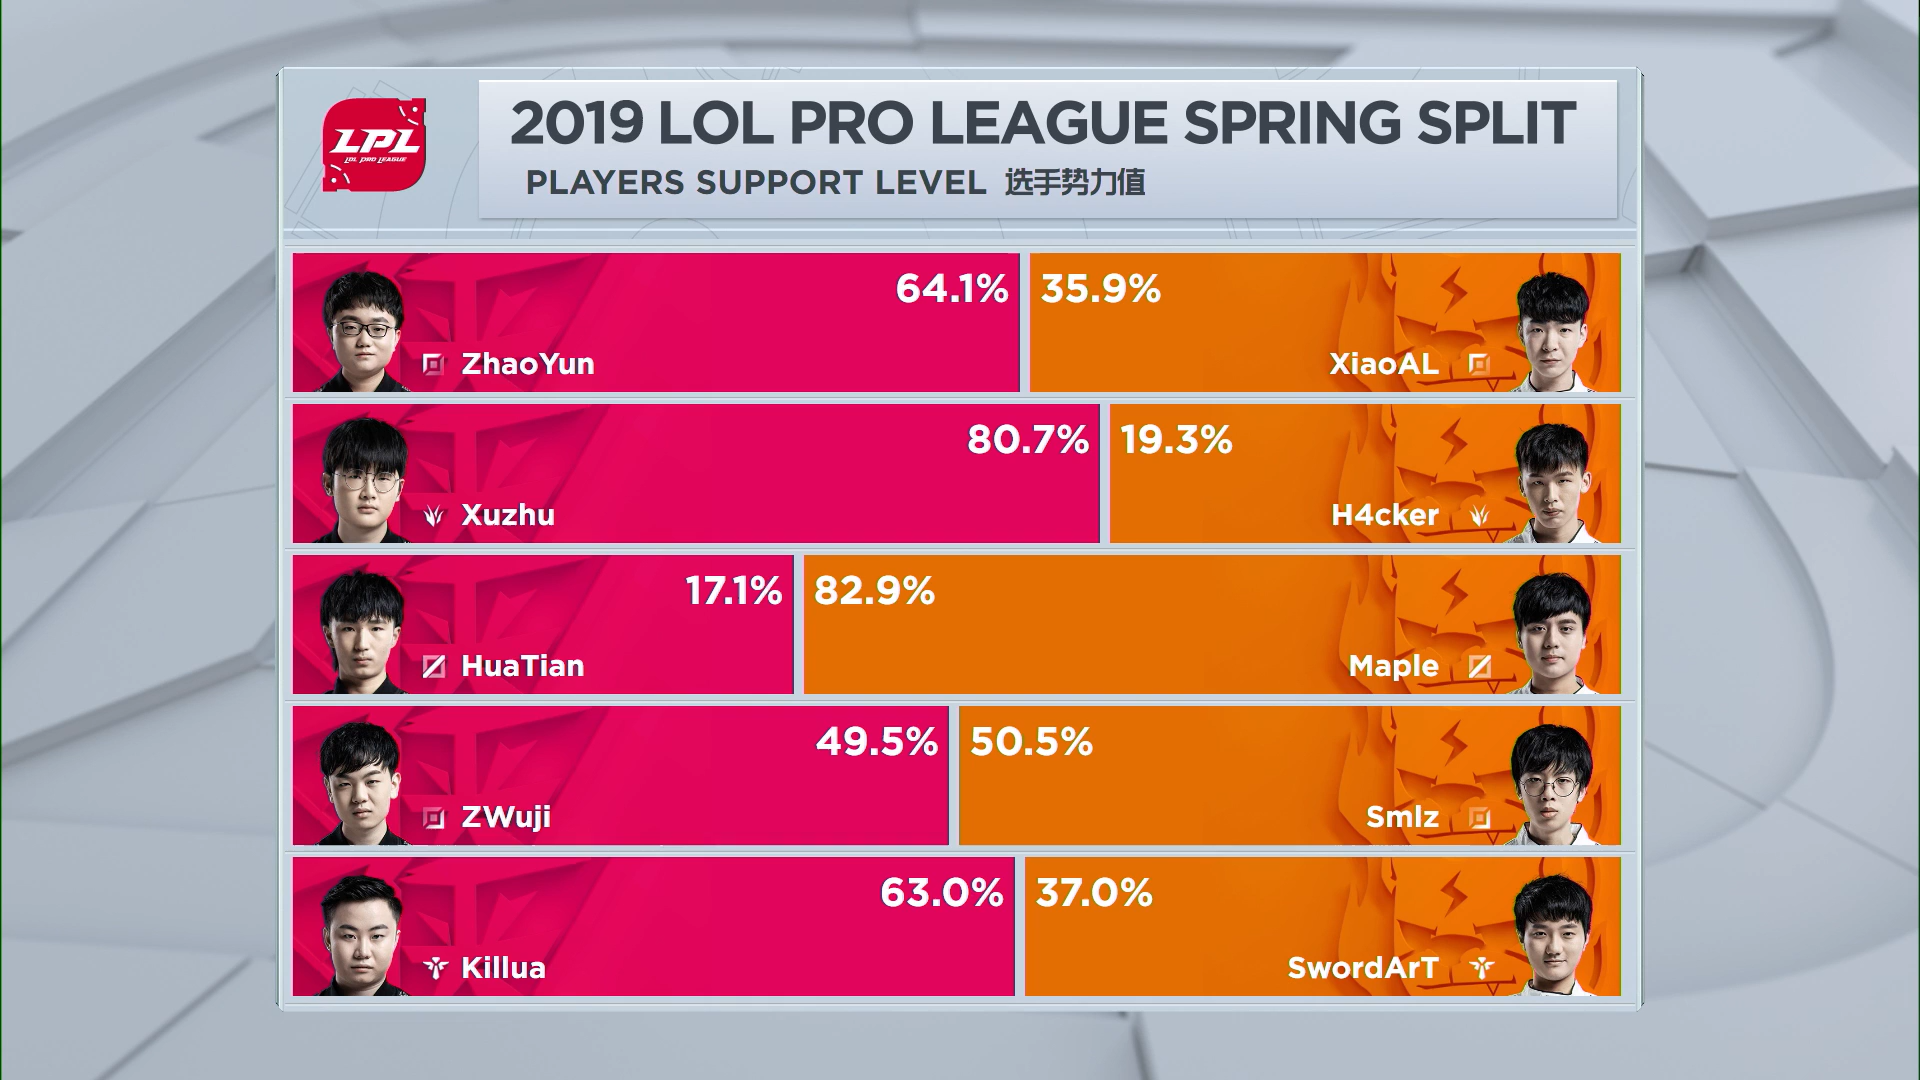 LPL
LOL PRO LEAGUE
2019 LOL PRO LEAGUE SPRING SPLIT
PLAYERS SUPPORT LEVEL 选手势力值
64.1% 35.9%
ZhaoYun XiaoAL
80.7% 19.3%
Xuzhu H4cker
17.1% 82.9%
HuaTian Maple
49.5% 50.5%
ZWuji Smlz
63.0% 37.0%
Killua SwordArT